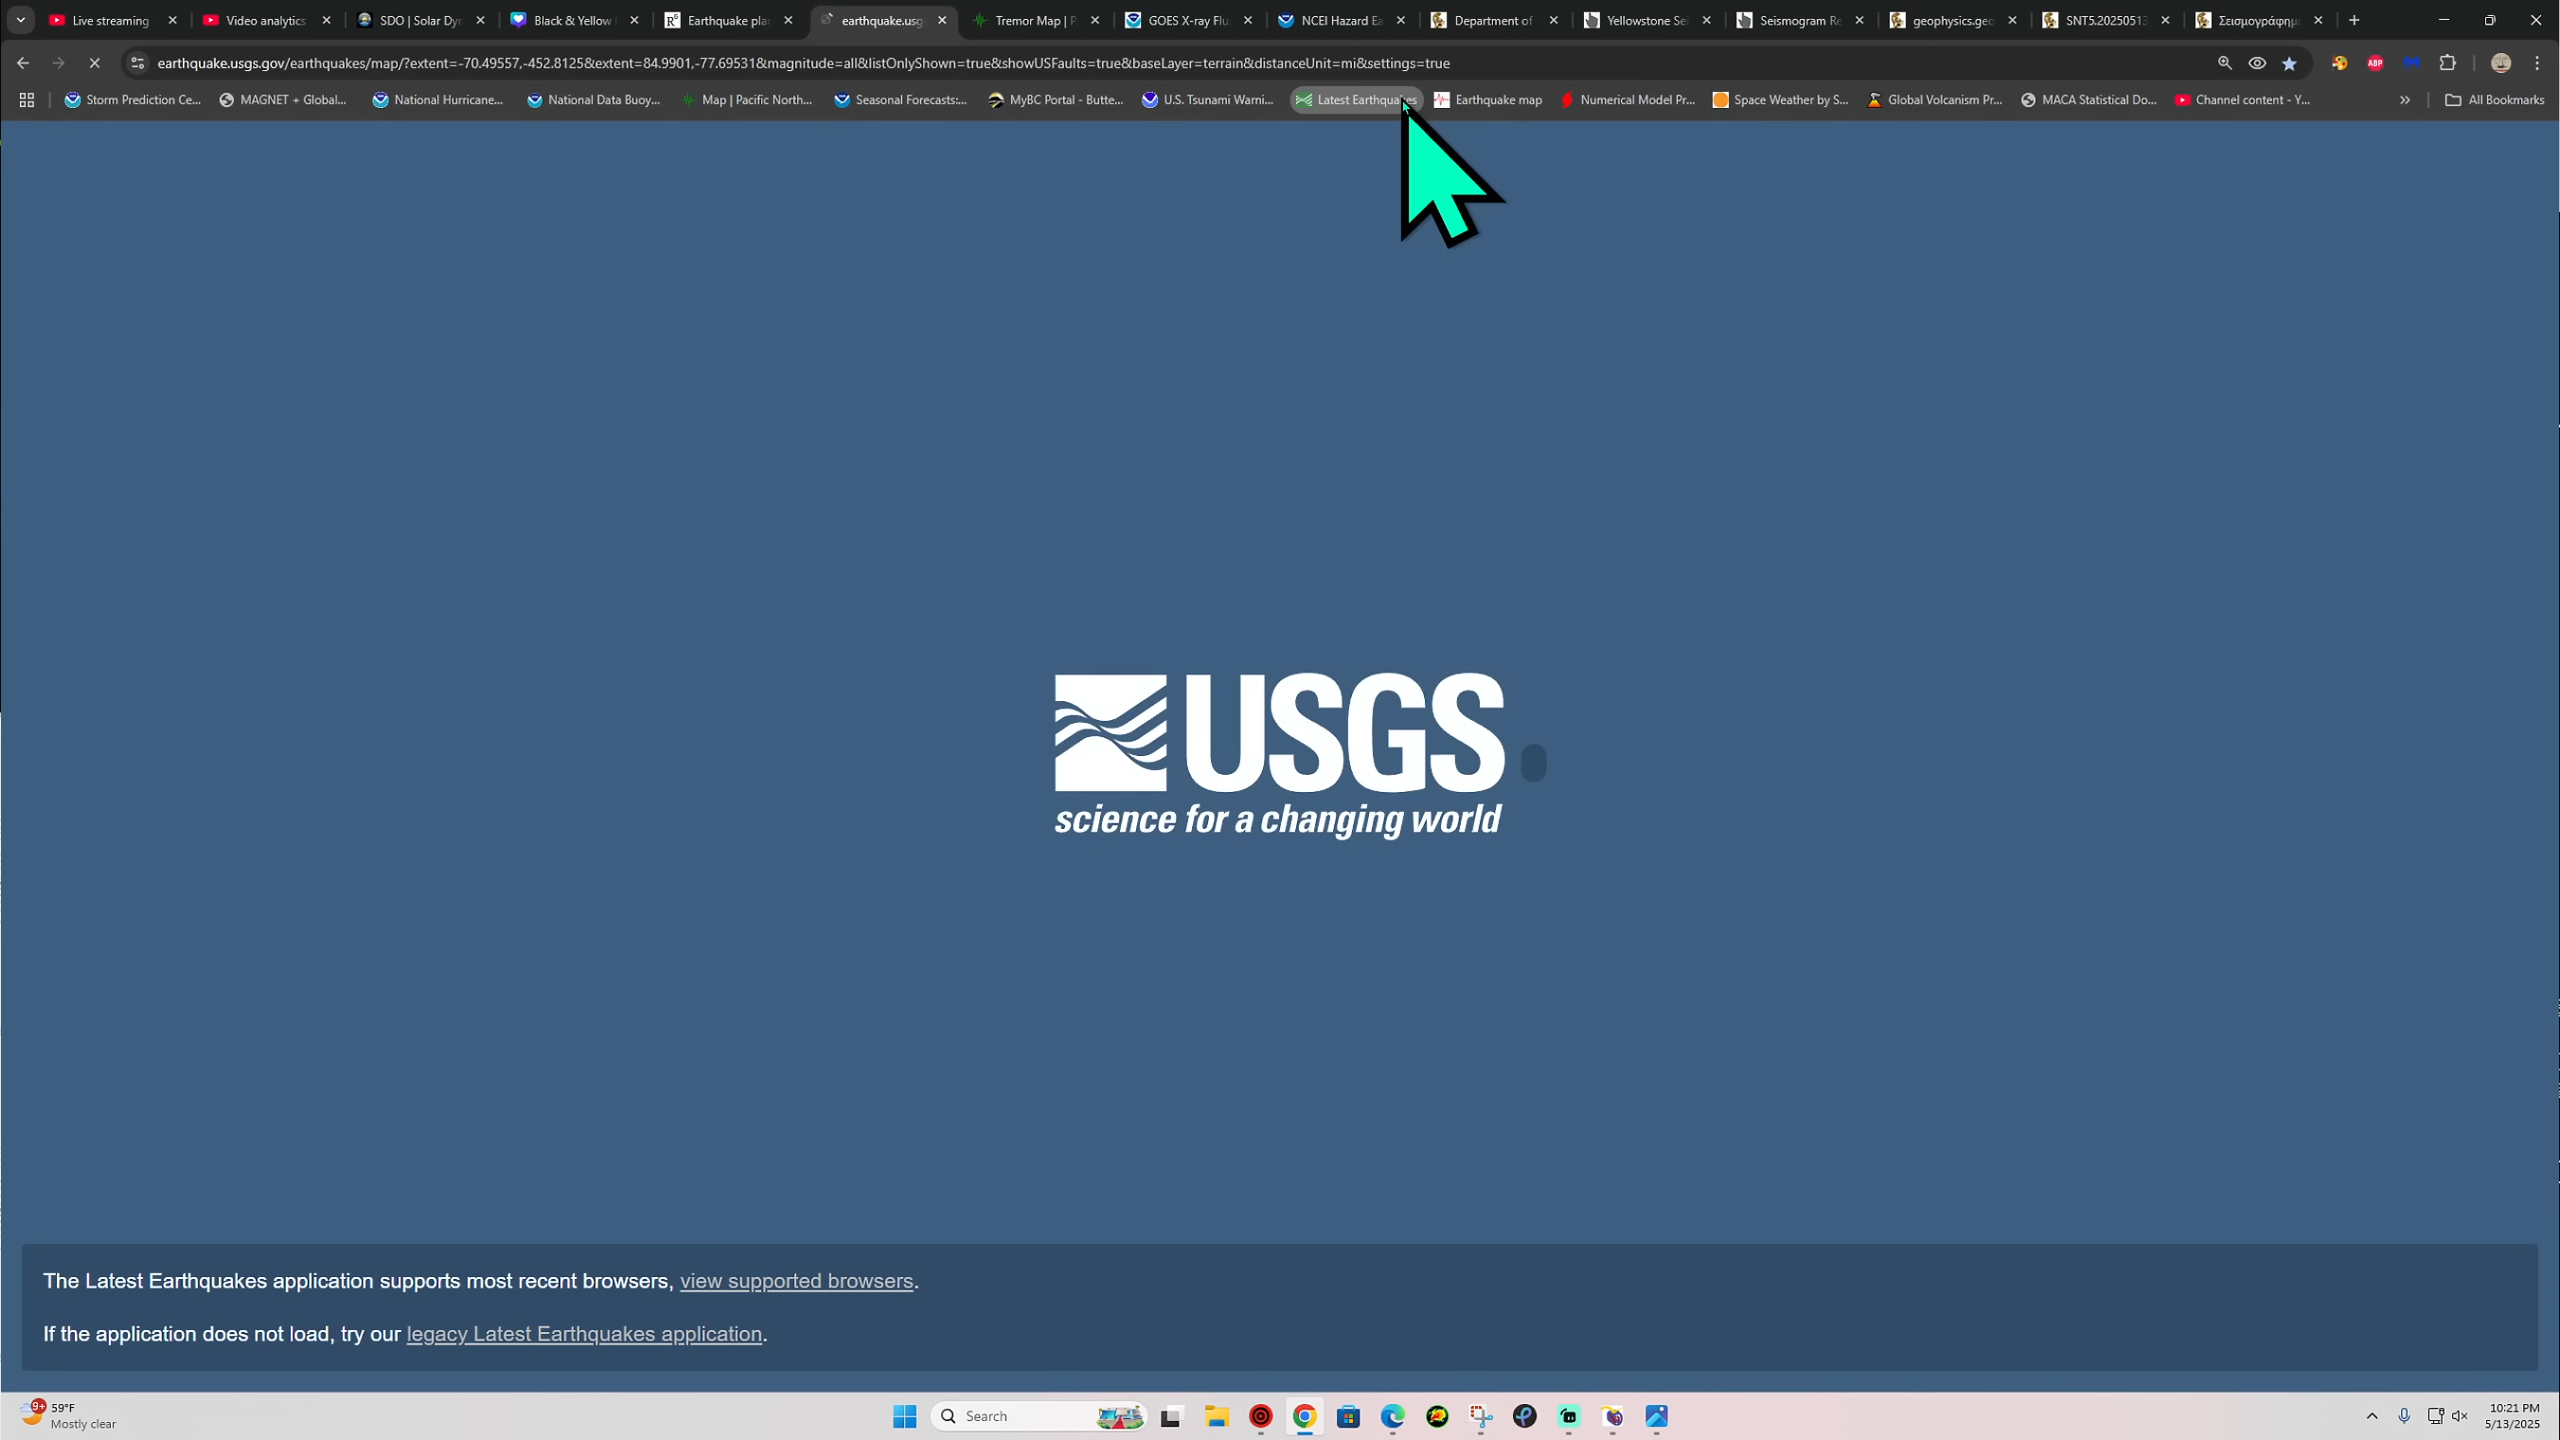 Live streaming
Video analytics
SDO | Solar Dyn
Black & Yellow
Earthquake pla
earthquake.usg
Tremor Map | P
GOES X-ray Flu
NCEI Hazard Ea
Department of
Yellowstone Sei
Seismogram Re
geophysics.geo
SNT5.20250513
Σεισμογράφημ
earthquake.usgs.gov/earthquakes/map/?extent=-70.49557,-452.8125&extent=84.9901,-77.69531&magnitude=all&listOnlyShown=true&showUSFaults=true&baseLayer=terrain&distanceUnit=mi&settings=true
ABP
Storm Prediction Ce...
MAGNET + Global...
National Hurricane...
National Data Buoy...
Map | Pacific North...
Seasonal Forecasts:...
MyBC Portal - Butte...
U.S. Tsunami Warni...
Latest Earthquakes
Earthquake map
Numerical Model Pr...
Space Weather by S...
Global Volcanism Pr...
MACA Statistical Do...
Channel content - Y...
All Bookmarks
USGS
science for a changing world
The Latest Earthquakes application supports most recent browsers, view supported browsers.
If the application does not load, try our legacy Latest Earthquakes application.
9+
59°F
Mostly clear
Search
10:21 PM
5/13/2025